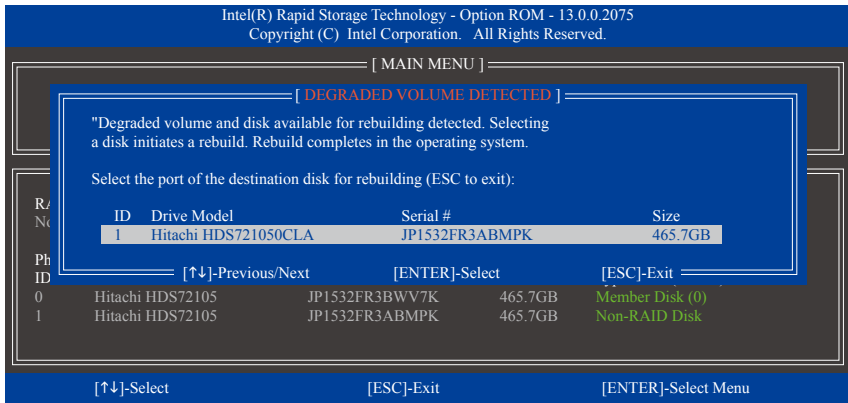 Intel(R) Rapid Storage Technology - Option ROM - 13.0.0.2075
Copyright (C) Intel Corporation. All Rights Reserved.
[ MAIN MENU ]
[ DEGRADED VOLUME DETECTED ]
"Degraded volume and disk available for rebuilding detected. Selecting
a disk initiates a rebuild. Rebuild completes in the operating system.
Select the port of the destination disk for rebuilding (ESC to exit):
ID Drive Model Serial # Size
1 Hitachi HDS721050CLA JP1532FR3ABMPK 465.7GB
[↑↓]-Previous/Next [ENTER]-Select [ESC]-Exit
ID
0 Hitachi HDS72105 JP1532FR3BWV7K 465.7GB Member Disk (0)
1 Hitachi HDS72105 JP1532FR3ABMPK 465.7GB Non-RAID Disk
[↑↓]-Select [ESC]-Exit [ENTER]-Select Menu